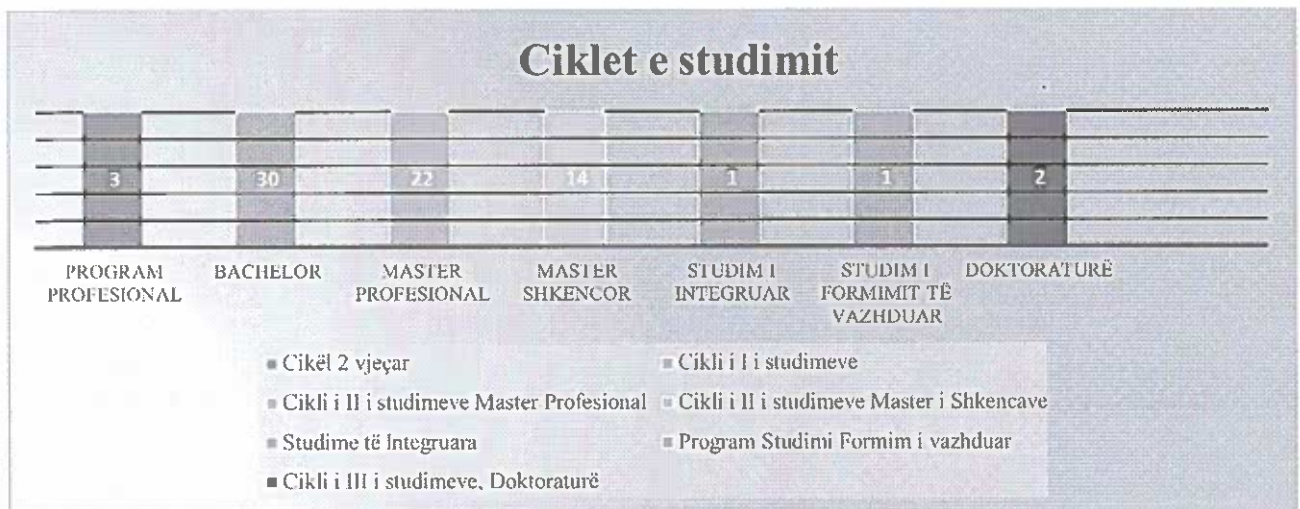 Ciklet e studimit
3 30 22 14 1 1 2
PROGRAM PROFESIONAL
BACHELOR
MASTER PROFESIONAL
MASTER SHKENCOR
STUDIM I INTEGRUAR
STUDIM I FORMIMIT TË VAZHDUAR
DOKTORATURË
Cikël 2 vjeçar
Cikli i I i studimeve
Cikli i II i studimeve Master Profesional
Cikli i II i studimeve Master i Shkencave
Studime të Integruara
Program Studimi Formim i vazhduar
Cikli i III i studimeve, Doktoraturë